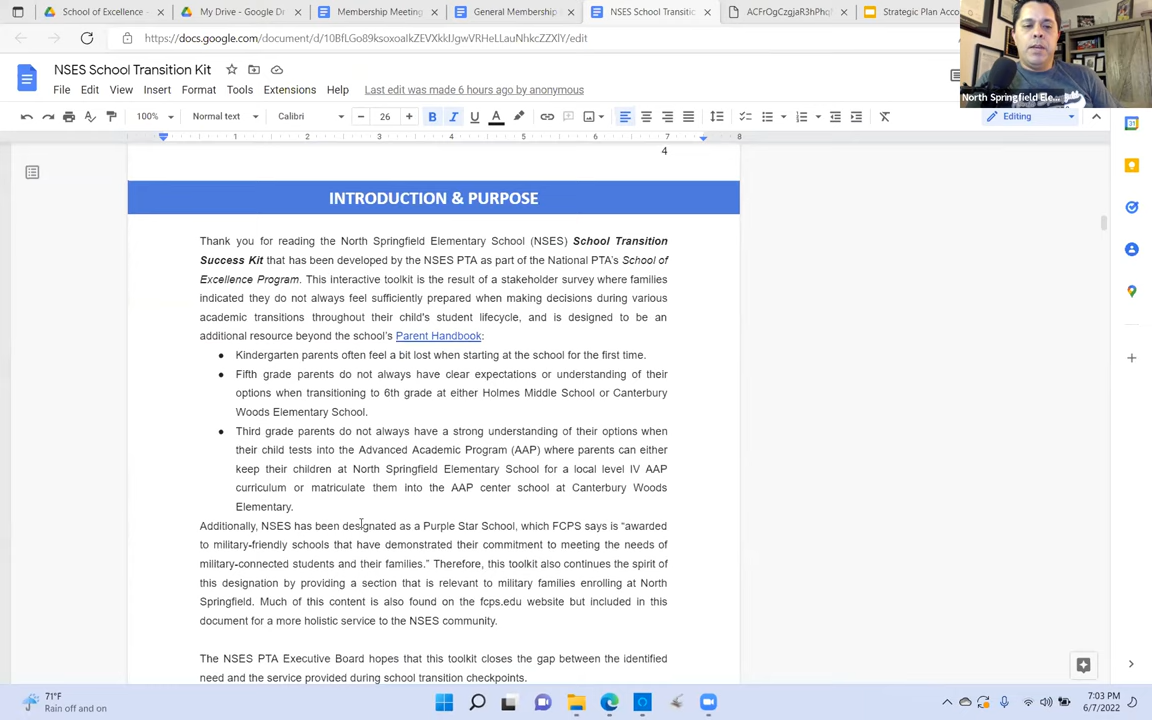 School of Excellence -
My Drive - Google Dr
Membership Meeting
General Membership
NSES School Transitic
ACFrOgCzgjaR3hPhq
Strategic Plan Acco
https://docs.google.com/document/d/
/edit
NSES School Transition Kit
File Edit View Insert Format Tools Extensions Help Last edit was made 6 hours ago by anonymous
North Springfield Ele...
100% Normal text Calibri 26 B I U A Editing
1 2 3 4 5 6 7 8
4
INTRODUCTION & PURPOSE
Thank you for reading the North Springfield Elementary School (NSES) School Transition
Success Kit that has been developed by the NSES PTA as part of the National PTA's School of
Excellence Program. This interactive toolkit is the result of a stakeholder survey where families
indicated they do not always feel sufficiently prepared when making decisions during various
academic transitions throughout their child's student lifecycle, and is designed to be an
additional resource beyond the school's Parent Handbook:
● Kindergarten parents often feel a bit lost when starting at the school for the first time.
● Fifth grade parents do not always have clear expectations or understanding of their
options when transitioning to 6th grade at either Holmes Middle School or Canterbury
Woods Elementary School.
● Third grade parents do not always have a strong understanding of their options when
their child tests into the Advanced Academic Program (AAP) where parents can either
keep their children at North Springfield Elementary School for a local level IV AAP
curriculum or matriculate them into the AAP center school at Canterbury Woods
Elementary.
Additionally, NSES has been designated as a Purple Star School, which FCPS says is “awarded
to military-friendly schools that have demonstrated their commitment to meeting the needs of
military-connected students and their families.” Therefore, this toolkit also continues the spirit of
this designation by providing a section that is relevant to military families enrolling at North
Springfield. Much of this content is also found on the fcps.edu website but included in this
document for a more holistic service to the NSES community.
The NSES PTA Executive Board hopes that this toolkit closes the gap between the identified
need and the service provided during school transition checkpoints.
71°F
Rain off and on
7:03 PM
6/7/2022